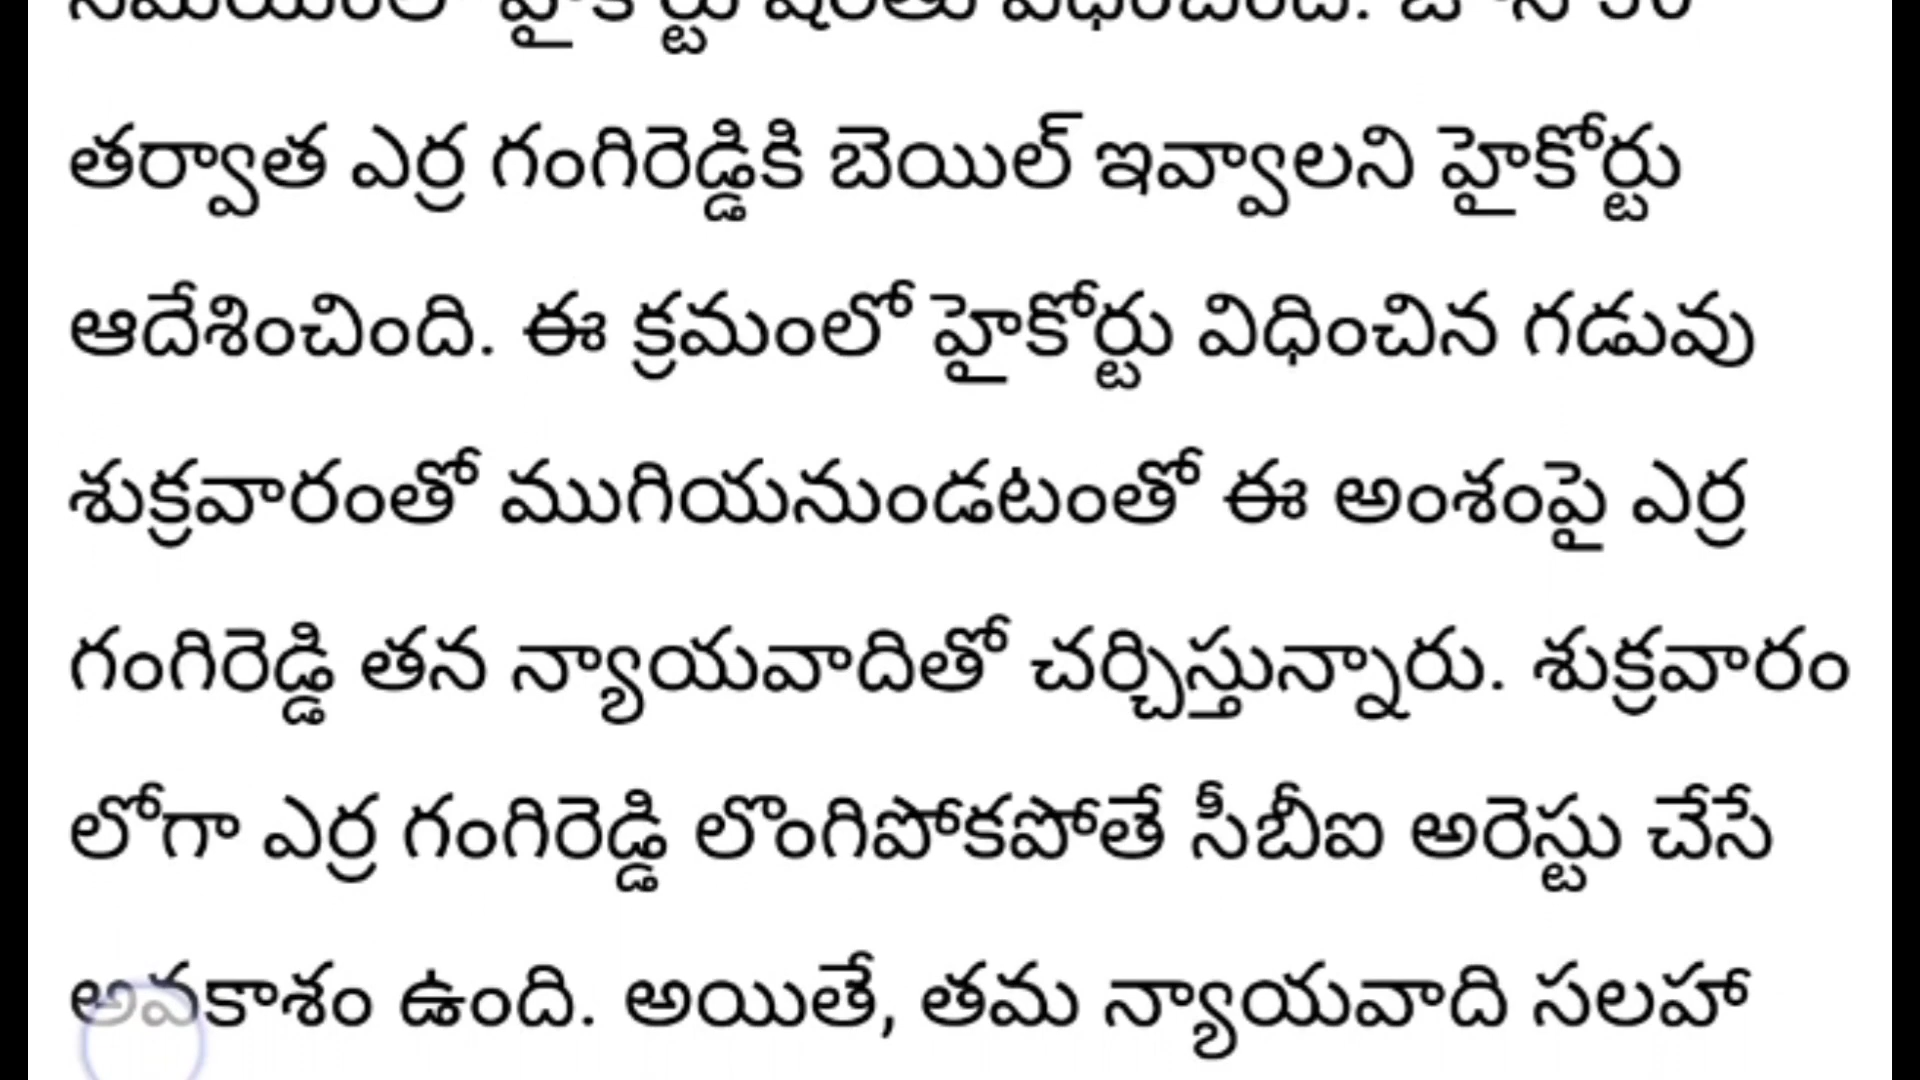 హైకోర్టు షరతు విధించింది.
తర్వాత ఎర్ర గంగిరెడ్డికి బెయిల్ ఇవ్వాలని హైకోర్టు
ఆదేశించింది. ఈ క్రమంలో హైకోర్టు విధించిన గడువు
శుక్రవారంతో ముగియనుండటంతో ఈ అంశంపై ఎర్ర
గంగిరెడ్డి తన న్యాయవాదితో చర్చిస్తున్నారు. శుక్రవారం
లోగా ఎర్ర గంగిరెడ్డి లొంగిపోకపోతే సీబీఐ అరెస్టు చేసే
అవకాశం ఉంది. అయితే, తమ న్యాయవాది సలహా